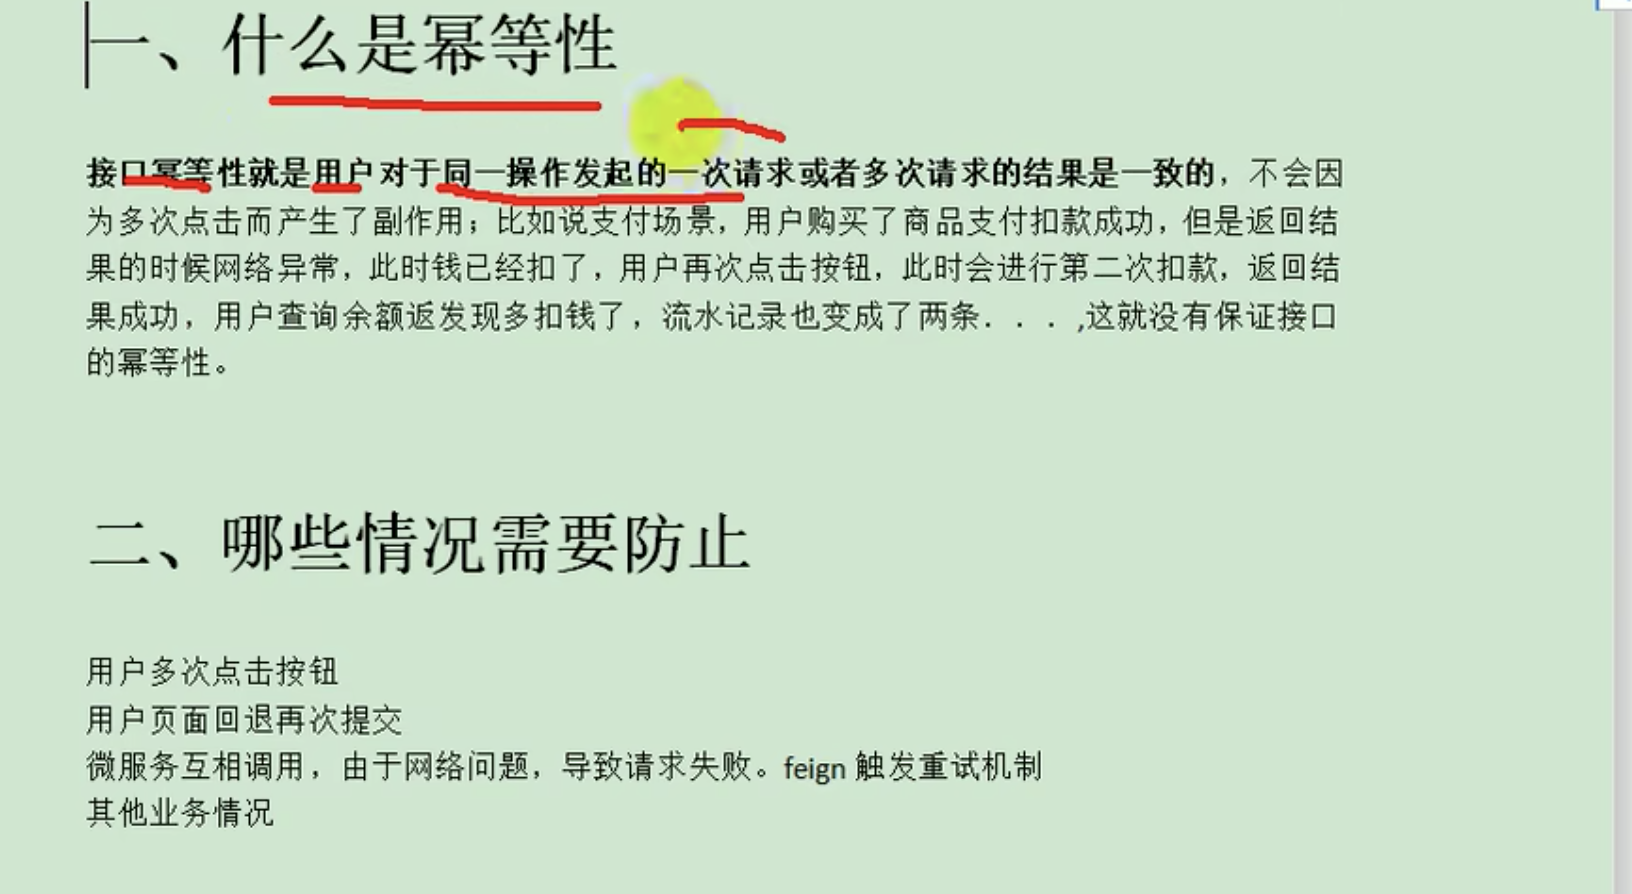 一、什么是幂等性
接口幂等性就是用户对于同一操作发起的一次请求或者多次请求的结果是一致的，不会因
为多次点击而产生了副作用；比如说支付场景，用户购买了商品支付扣款成功，但是返回结
果的时候网络异常，此时钱已经扣了，用户再次点击按钮，此时会进行第二次扣款，返回结
果成功，用户查询余额返发现多扣钱了，流水记录也变成了两条．．．,这就没有保证接口
的幂等性。
二、哪些情况需要防止
用户多次点击按钮
用户页面回退再次提交
微服务互相调用，由于网络问题，导致请求失败。feign 触发重试机制
其他业务情况